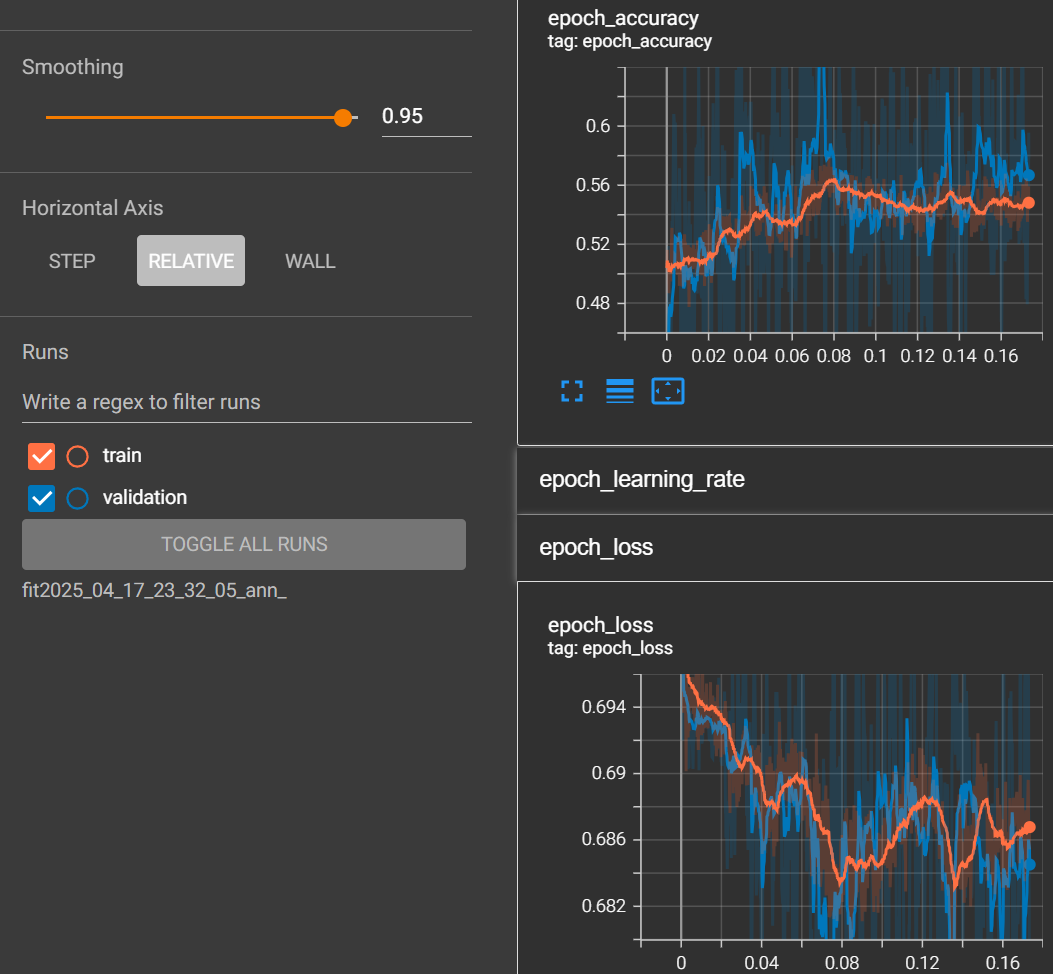 Smoothing
0.95
Horizontal Axis
STEP RELATIVE WALL
Runs
Write a regex to filter runs
train
validation
TOGGLE ALL RUNS
fit2025_04_17_23_32_05_ann_
epoch_accuracy
tag: epoch_accuracy
0.6
0.56
0.52
0.48
0 0.02 0.04 0.06 0.08 0.1 0.12 0.14 0.16
epoch_learning_rate
epoch_loss
epoch_loss
tag: epoch_loss
0.694
0.69
0.686
0.682
0 0.04 0.08 0.12 0.16